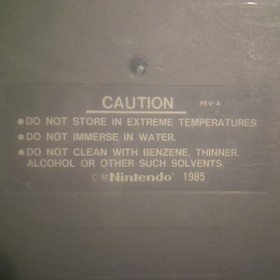 CAUTION
REV-A
● DO NOT STORE IN EXTREME TEMPERATURES.
● DO NOT IMMERSE IN WATER.
● DO NOT CLEAN WITH BENZENE, THINNER,
ALCOHOL OR OTHER SUCH SOLVENTS.
Nintendo® 1985